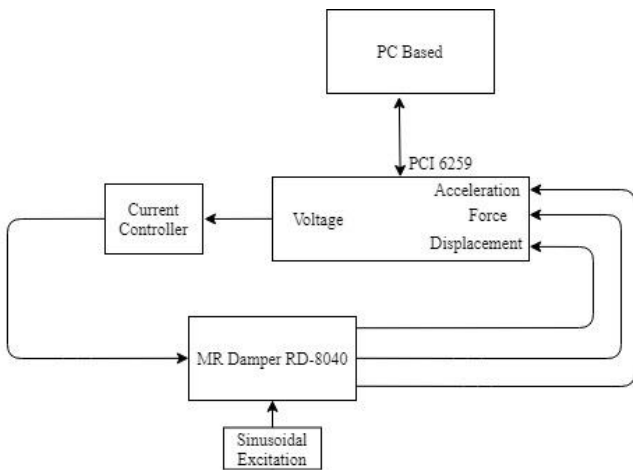 PC Based
PCI 6259
Acceleration
Current
Controller
Voltage
Force
Displacement
MR Damper RD-8040
Sinusoidal
Excitation